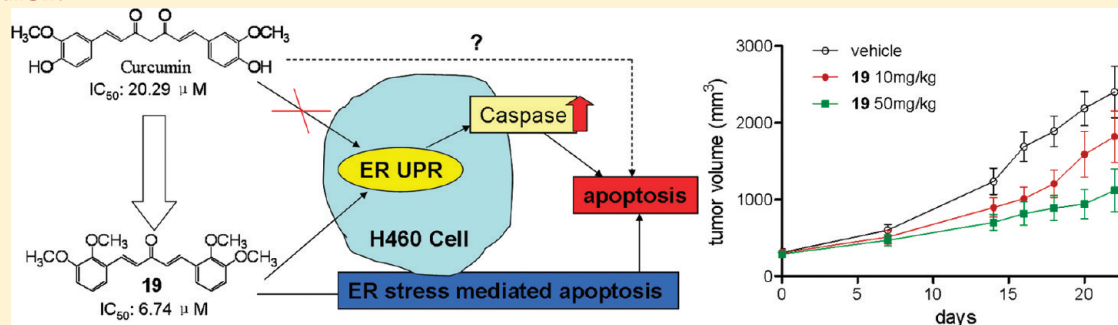 H₃CO
O
O
OCH₃
HO
Curcumin
OH
IC₅₀: 20.29 μM
OCH₃
O
OCH₃
H₃CO
OCH₃
19
IC₅₀: 6.74 μM
?
Caspase
ER UPR
apoptosis
H460 Cell
ER stress mediated apoptosis
vehicle
19 10mg/kg
19 50mg/kg
tumor volume (mm³)
3000
2000
1000
0
0
5
10
15
20
days